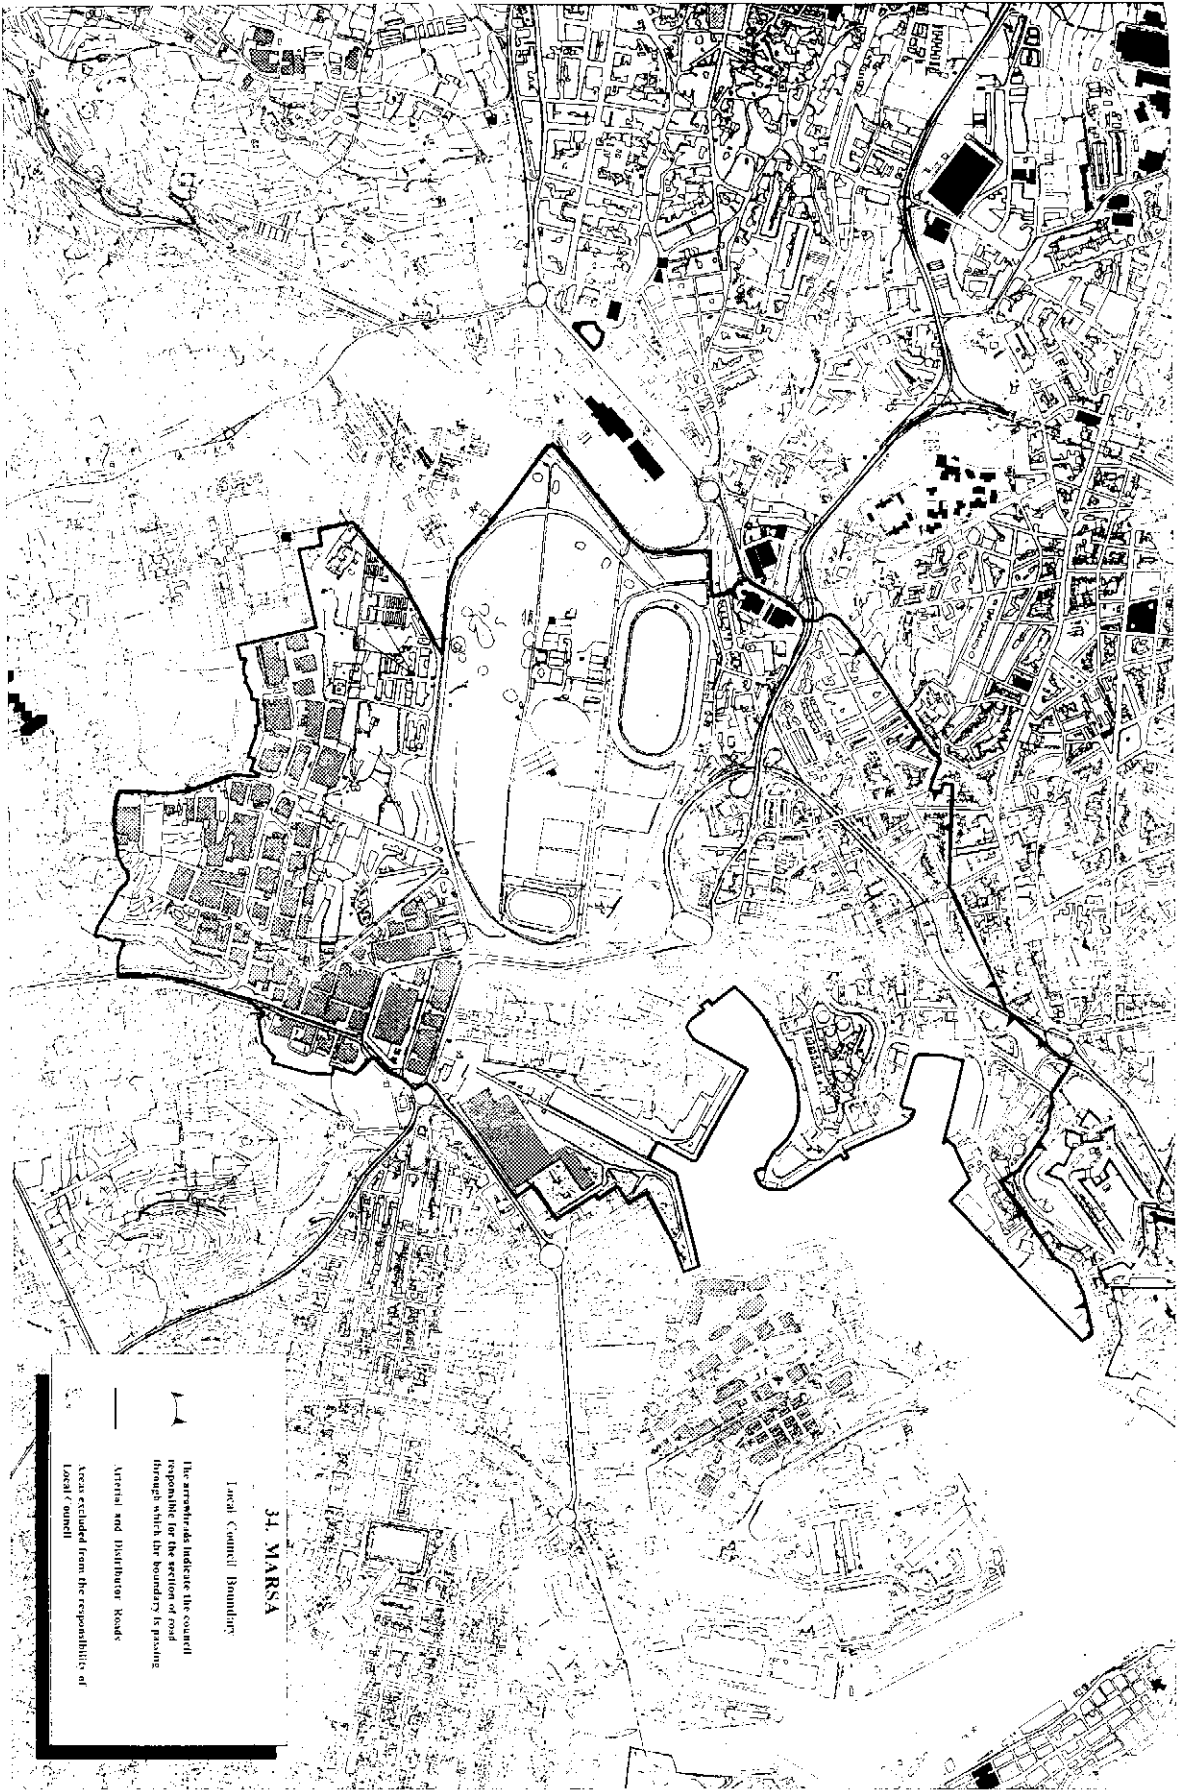 34. MARSA
Local Council Boundary
The arrowheads indicate the council
responsible for the section of road
through which the boundary is passing
Arterial and Distributor Roads
Areas excluded from the responsibility of
Local Council